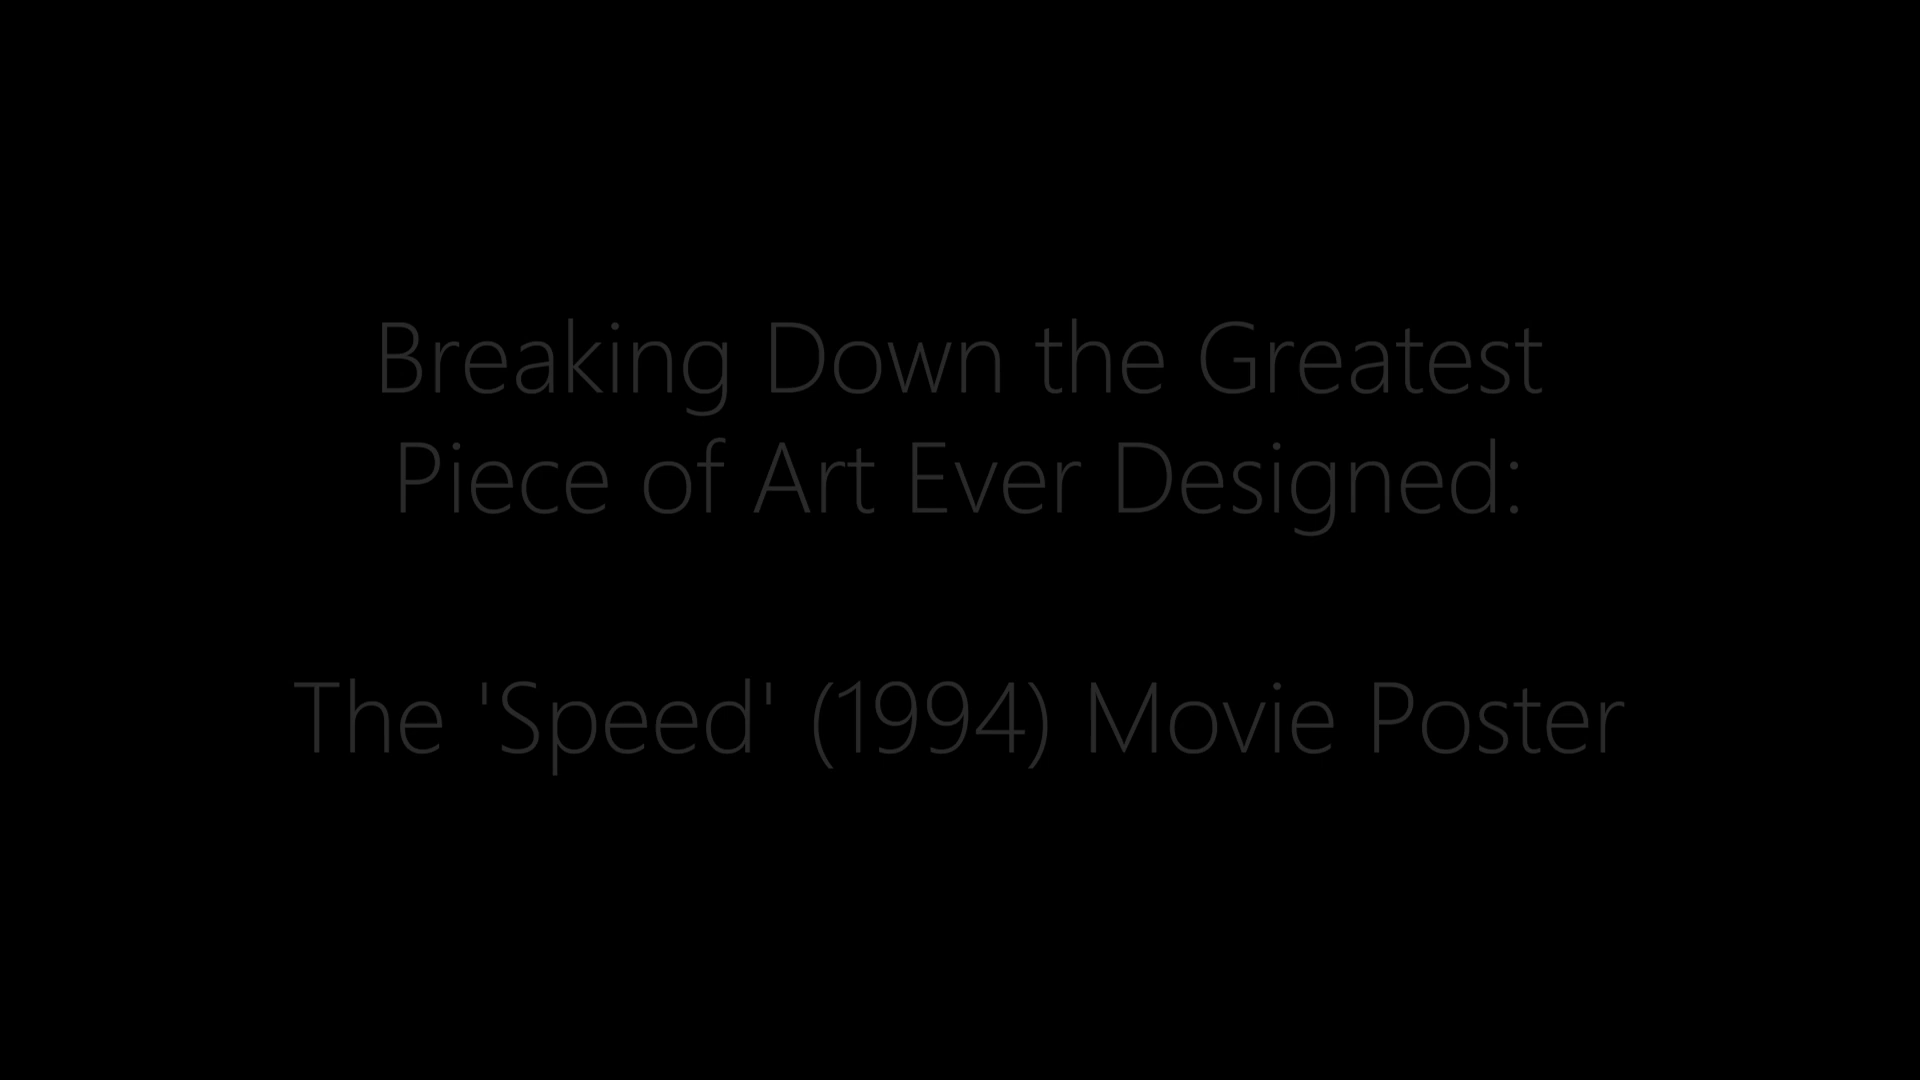 Breaking Down the Greatest
Piece of Art Ever Designed:
The 'Speed' (1994) Movie Poster